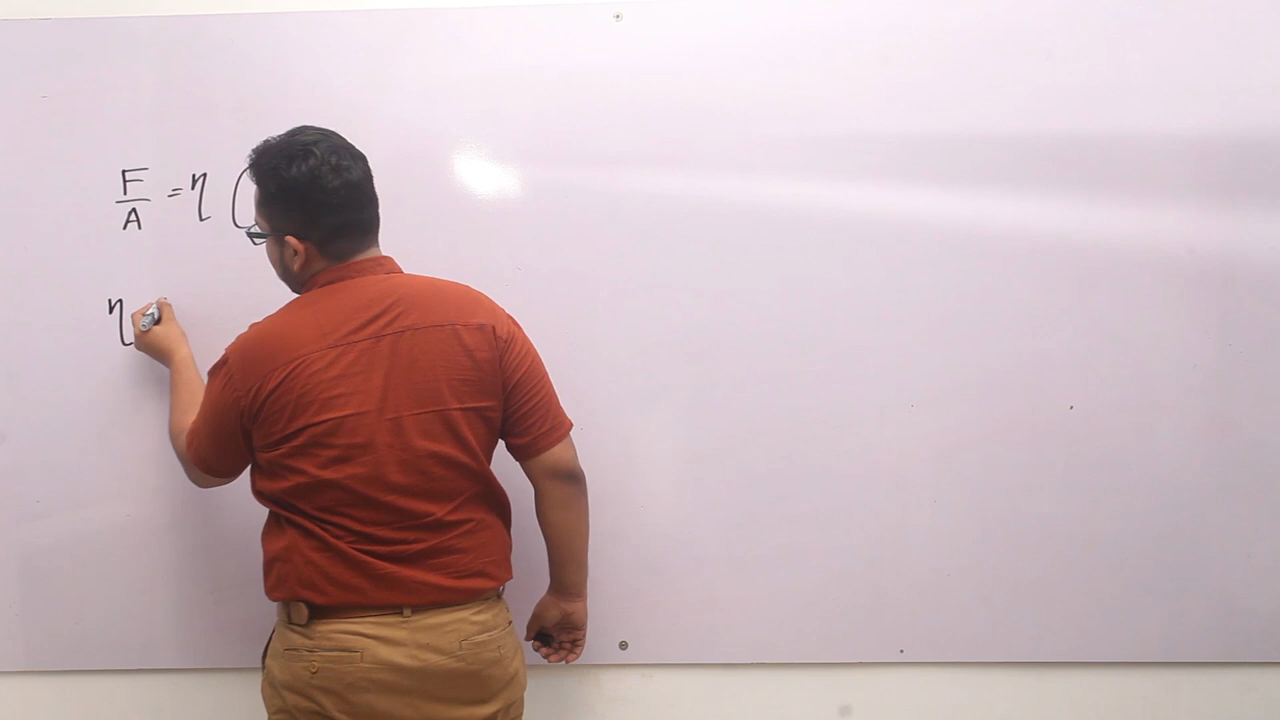 F/A = η (
η